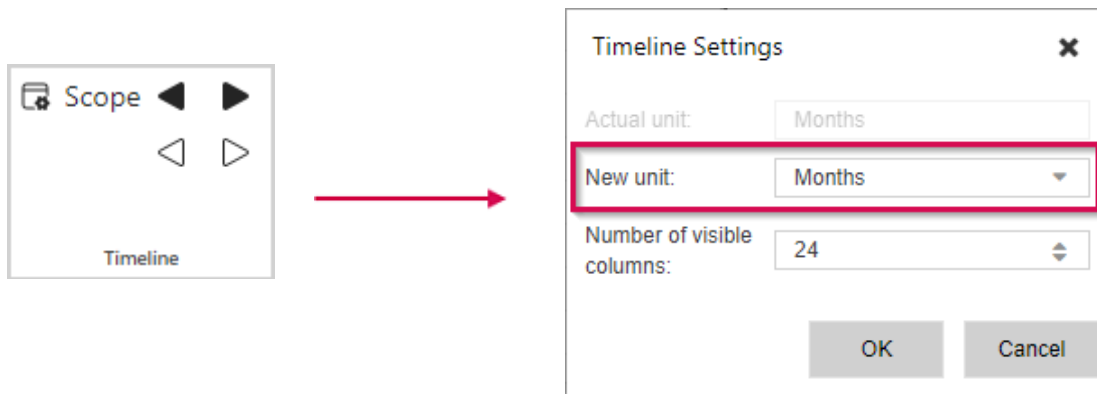 Scope
Timeline
Timeline Settings
Actual unit: Months
New unit: Months
Number of visible
columns: 24
OK Cancel